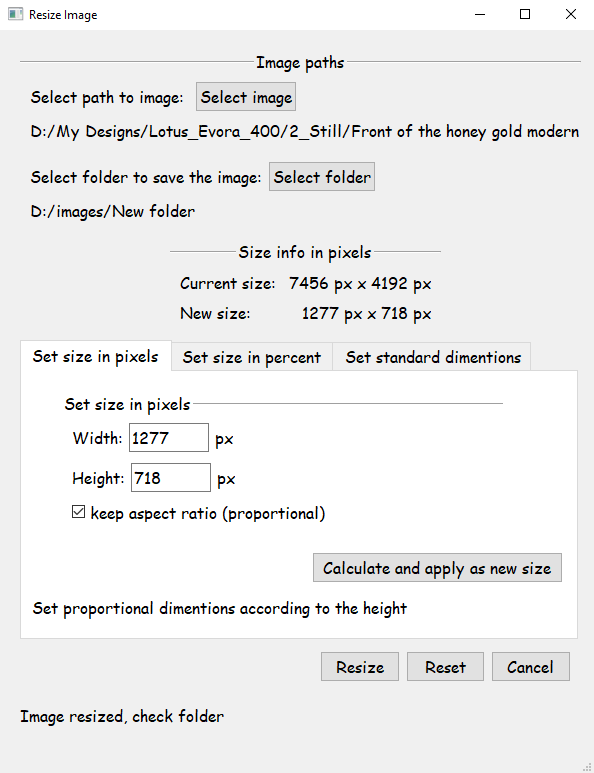 Resize Image
Image paths
Select path to image: Select image
D:/My Designs/Lotus_Evora_400/2_Still/Front of the honey gold modern
Select folder to save the image: Select folder
D:/images/New folder
Size info in pixels
Current size: 7456 px x 4192 px
New size: 1277 px x 718 px
Set size in pixels Set size in percent Set standard dimentions
Set size in pixels
Width: 1277 px
Height: 718 px
keep aspect ratio (proportional)
Calculate and apply as new size
Set proportional dimentions according to the height
Resize Reset Cancel
Image resized, check folder